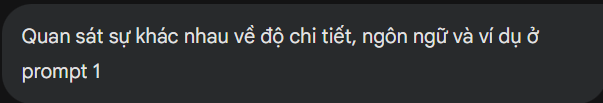 Quan sát sự khác nhau về độ chi tiết, ngôn ngữ và ví dụ ở
prompt 1